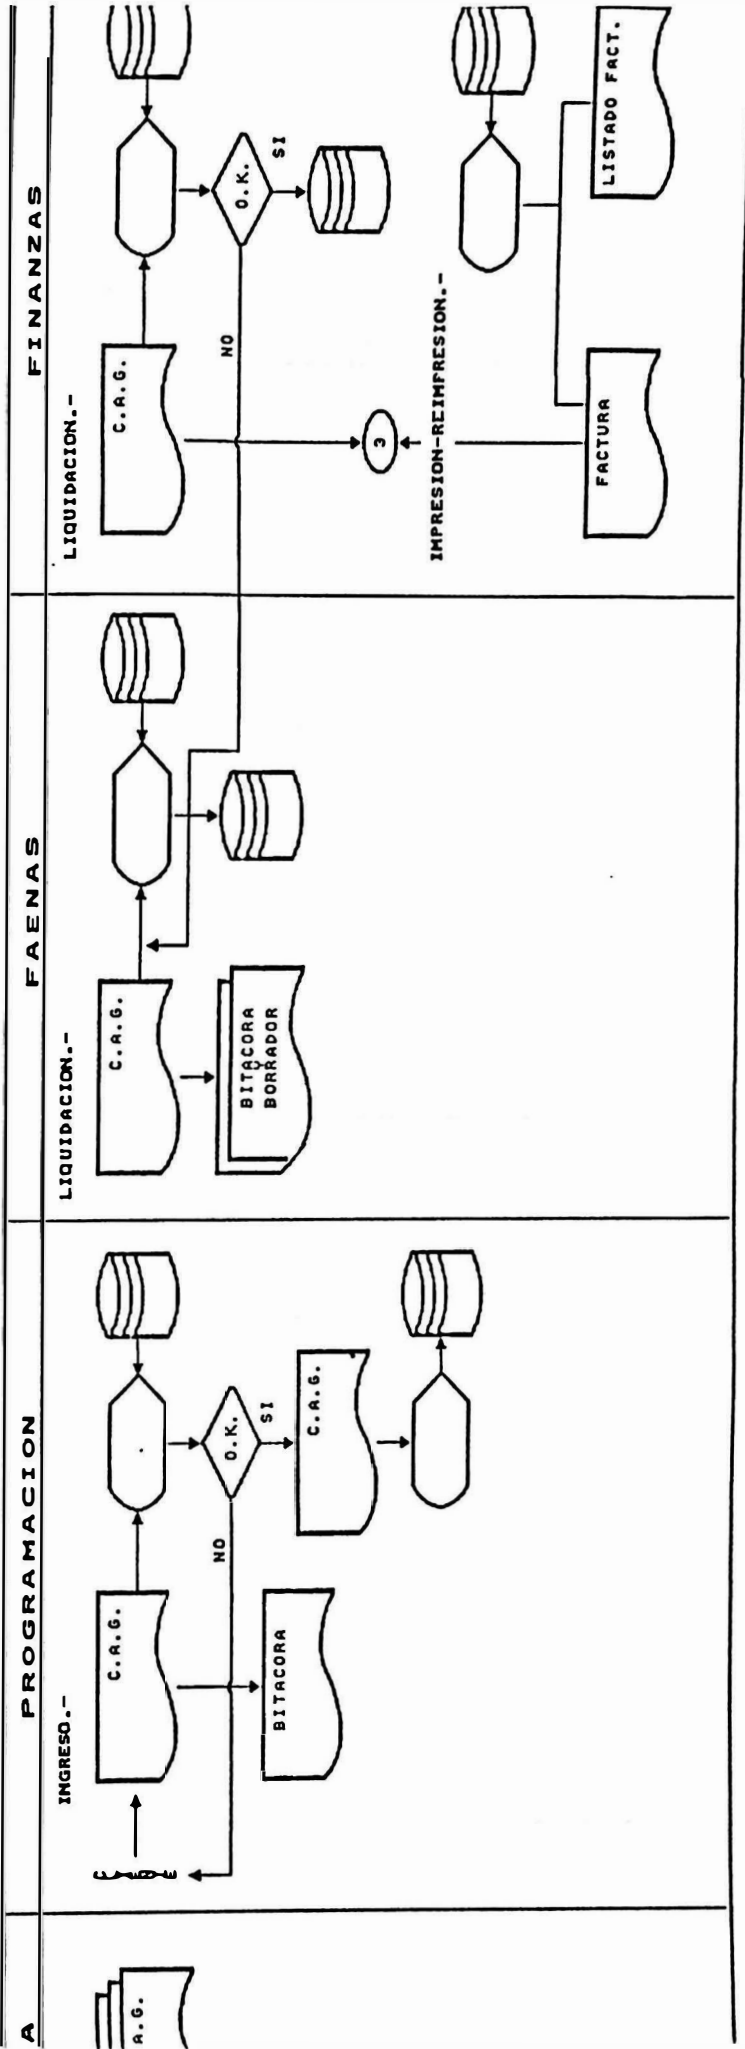 A
A.G.
PROGRAMACION
INGRESO.-
C.A.G.
BITACORA
NO
O.K.
SI
C.A.G.
FAENAS
LIQUIDACION.-
C.A.G.
BITACORA
Y
BORRADOR
FINANZAS
LIQUIDACION.-
C.A.G.
NO
O.K.
SI
3
IMPRESION-REIMPRESION.-
FACTURA
LISTADO FACT.